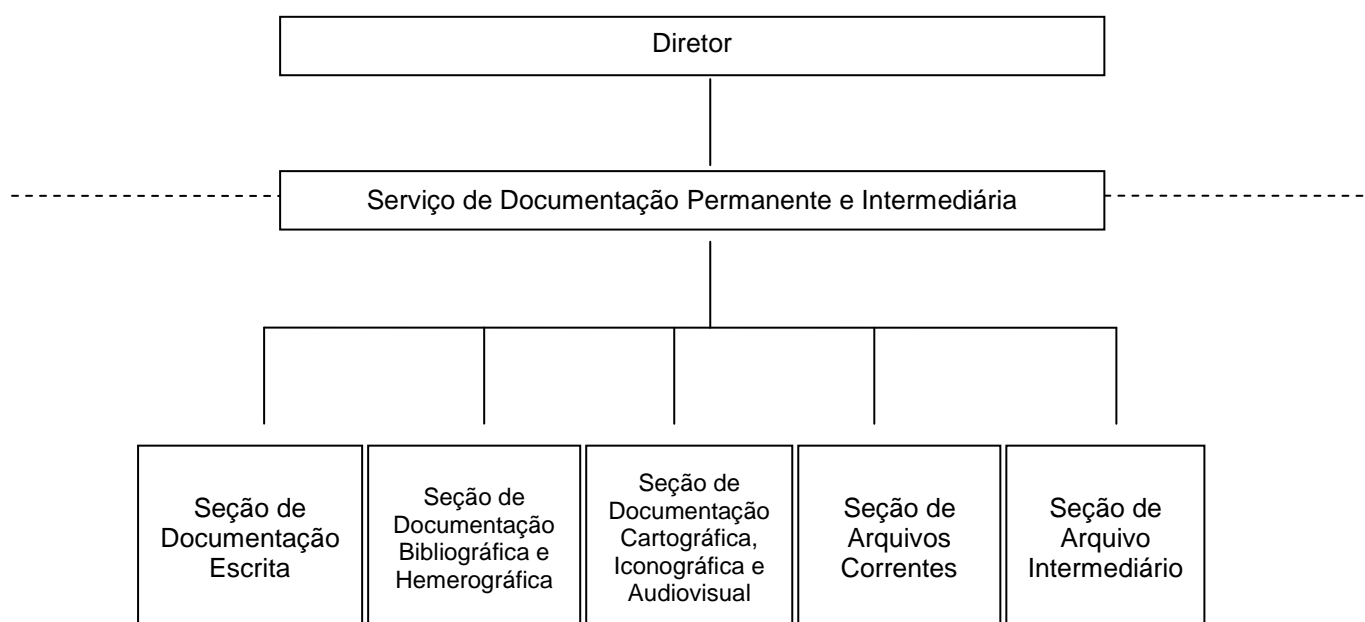 Diretor
Serviço de Documentação Permanente e Intermediária
Seção de
Documentação
Escrita
Seção de
Documentação
Bibliográfica e
Hemerográfica
Seção de
Documentação
Cartográfica,
Iconográfica e
Audiovisual
Seção de
Arquivos
Correntes
Seção de
Arquivo
Intermediário